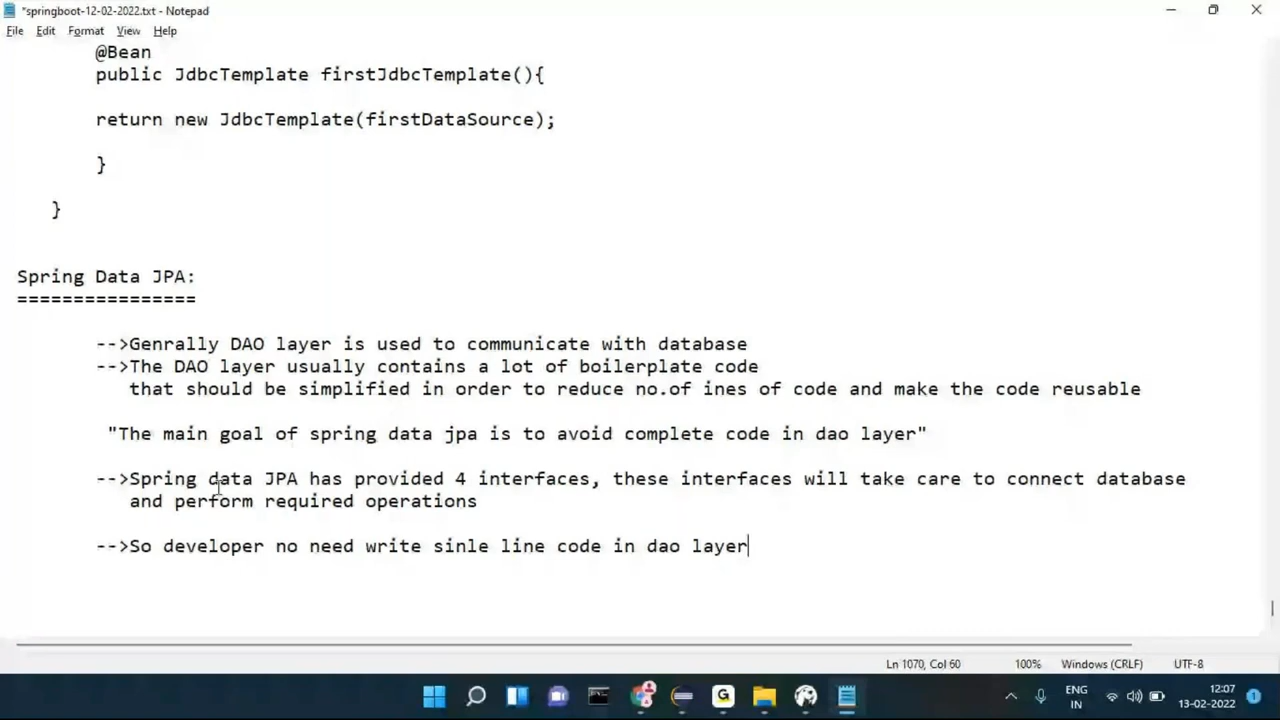 *springboot-12-02-2022.txt - Notepad
File Edit Format View Help
@Bean
public JdbcTemplate firstJdbcTemplate(){
return new JdbcTemplate(firstDataSource);
}
}
Spring Data JPA:
================
-->Genrally DAO layer is used to communicate with database
-->The DAO layer usually contains a lot of boilerplate code
that should be simplified in order to reduce no.of ines of code and make the code reusable
"The main goal of spring data jpa is to avoid complete code in dao layer"
-->Spring data JPA has provided 4 interfaces, these interfaces will take care to connect database
and perform required operations
-->So developer no need write sinle line code in dao layer
Ln 1070, Col 60 100% Windows (CRLF) UTF-8
ENG 12:07
IN 13-02-2022